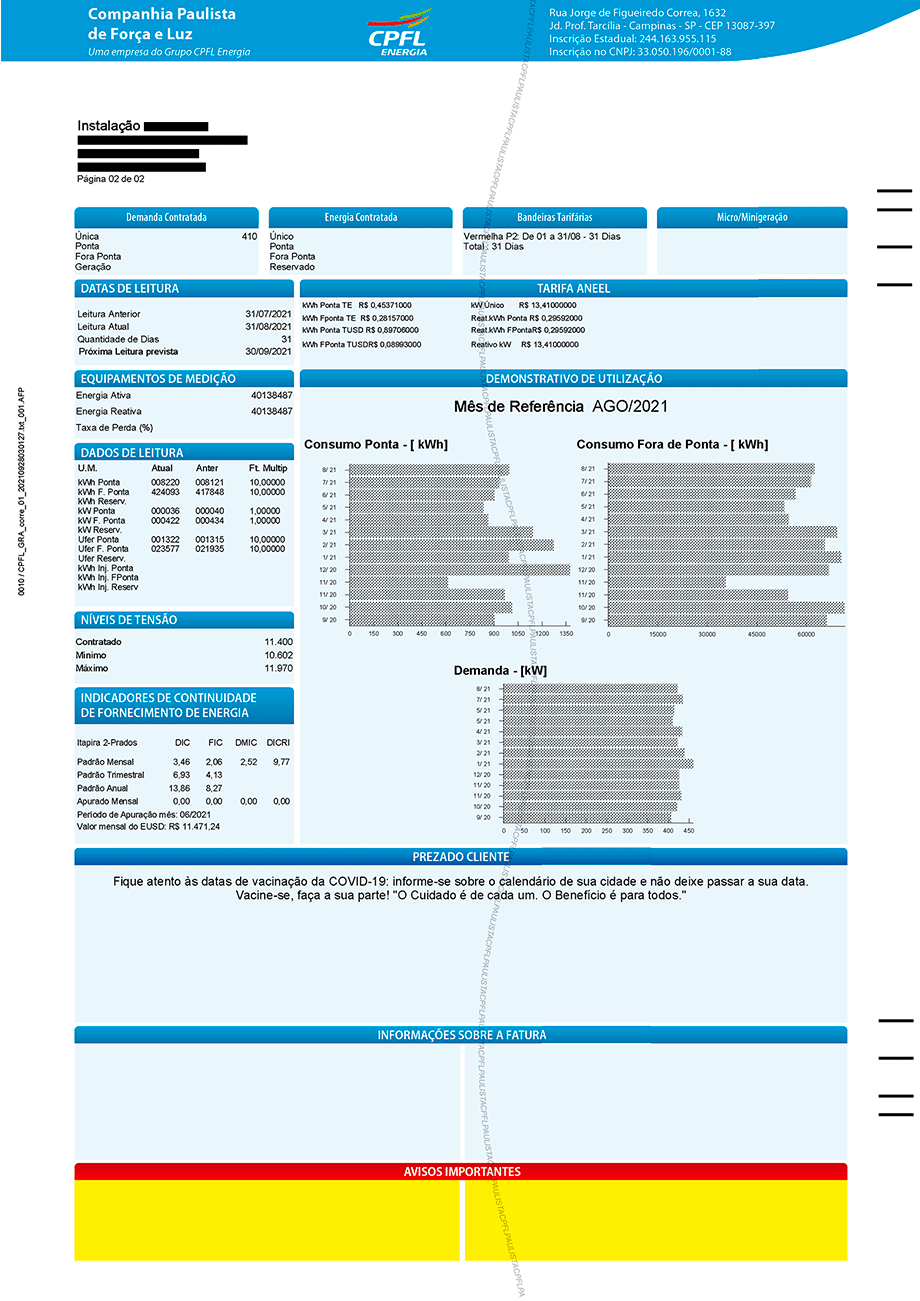 Companhia Paulista
de Força e Luz
Uma empresa do Grupo CPFL Energia
CPFL
ENERGIA
Rua Jorge de Figueiredo Correa, 1632
Jd. Prof. Tarcilia - Campinas - SP - CEP 13087-397
Inscrição Estadual: 244.163.955.115
Inscrição no CNPJ: 33.050.196/0001-88
Instalação
Página 02 de 02
Demanda Contratada
Única 410
Ponta
Fora Ponta
Geração
Energia Contratada
Único
Ponta
Fora Ponta
Reservado
Bandeiras Tarifárias
Vermelha P2: De 01 a 31/08 - 31 Dias
Total : 31 Dias
Micro/Minigeração
DATAS DE LEITURA
Leitura Anterior 31/07/2021
Leitura Atual 31/08/2021
Quantidade de Dias 31
Próxima Leitura prevista 30/09/2021
TARIFA ANEEL
kWh Ponta TE R$ 0,45371000 kW Único R$ 13,41000000
kWh Fponta TE R$ 0,28157000 Reat.kWh Ponta R$ 0,29592000
kWh Ponta TUSD R$ 0,89706000 Reat.kWh FPontaR$ 0,29592000
kWh FPonta TUSDR$ 0,08993000 Reativo kW R$ 13,41000000
EQUIPAMENTOS DE MEDIÇÃO
Energia Ativa 40138487
Energia Reativa 40138487
Taxa de Perda (%)
DADOS DE LEITURA
U.M. Atual Anter Ft. Multip
kWh Ponta 008220 008121 10,00000
kWh F. Ponta 424093 417848 10,00000
kWh Reserv.
kW Ponta 000036 000040 1,00000
kW F. Ponta 000422 000434 1,00000
kW Reserv.
Ufer Ponta 001322 001315 10,00000
Ufer F. Ponta 023577 021935 10,00000
Ufer Reserv.
kWh Inj. Ponta
kWh Inj. FPonta
kWh Inj. Reserv
NÍVEIS DE TENSÃO
Contratado 11.400
Mínimo 10.602
Máximo 11.970
INDICADORES DE CONTINUIDADE
DE FORNECIMENTO DE ENERGIA
Itapira 2-Prados DIC FIC DMIC DICRI
Padrão Mensal 3,46 2,06 2,52 9,77
Padrão Trimestral 6,93 4,13
Padrão Anual 13,86 8,27
Apurado Mensal 0,00 0,00 0,00 0,00
Período de Apuração mês: 06/2021
Valor mensal do EUSD: R$ 11.471,24
DEMONSTRATIVO DE UTILIZAÇÃO
Mês de Referência AGO/2021
Consumo Ponta - [ kWh]
8/ 21
7/ 21
6/ 21
5/ 21
4/ 21
3/ 21
2/ 21
1/ 21
12/ 20
11/ 20
11/ 20
10/ 20
9/ 20
0 150 300 450 600 750 900 1050 1200 1350
Consumo Fora de Ponta - [ kWh]
8/ 21
7/ 21
6/ 21
5/ 21
4/ 21
3/ 21
2/ 21
1/ 21
12/ 20
11/ 20
11/ 20
10/ 20
9/ 20
0 15000 30000 45000 60000
Demanda - [kW]
8/ 21
7/ 21
5/ 21
5/ 21
4/ 21
3/ 21
2/ 21
1/ 21
12/ 20
11/ 20
11/ 20
10/ 20
9/ 20
0 50 100 150 200 250 300 350 400 450
PREZADO CLIENTE
Fique atento às datas de vacinação da COVID-19: informe-se sobre o calendário de sua cidade e não deixe passar a sua data.
Vacine-se, faça a sua parte! "O Cuidado é de cada um. O Benefício é para todos."
INFORMAÇÕES SOBRE A FATURA
AVISOS IMPORTANTES
0010 / CPFL_GRA_corre_01_20210928030127.txt_001.AFP